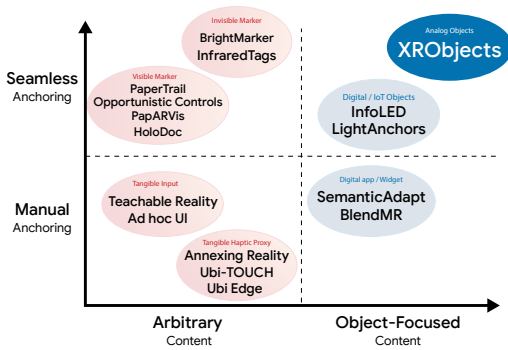 Invisible Marker
BrightMarker
InfraredTags
Analog Objects
XRObjects
Seamless
Anchoring
Visible Marker
PaperTrail
Opportunistic Controls
PapARVis
HoloDoc
Digital / IoT Objects
InfoLED
LightAnchors
Manual
Anchoring
Tangible Input
Teachable Reality
Ad hoc UI
Digital app / Widget
SemanticAdapt
BlendMR
Tangible Haptic Proxy
Annexing Reality
Ubi-TOUCH
Ubi Edge
Arbitrary
Content
Object-Focused
Content